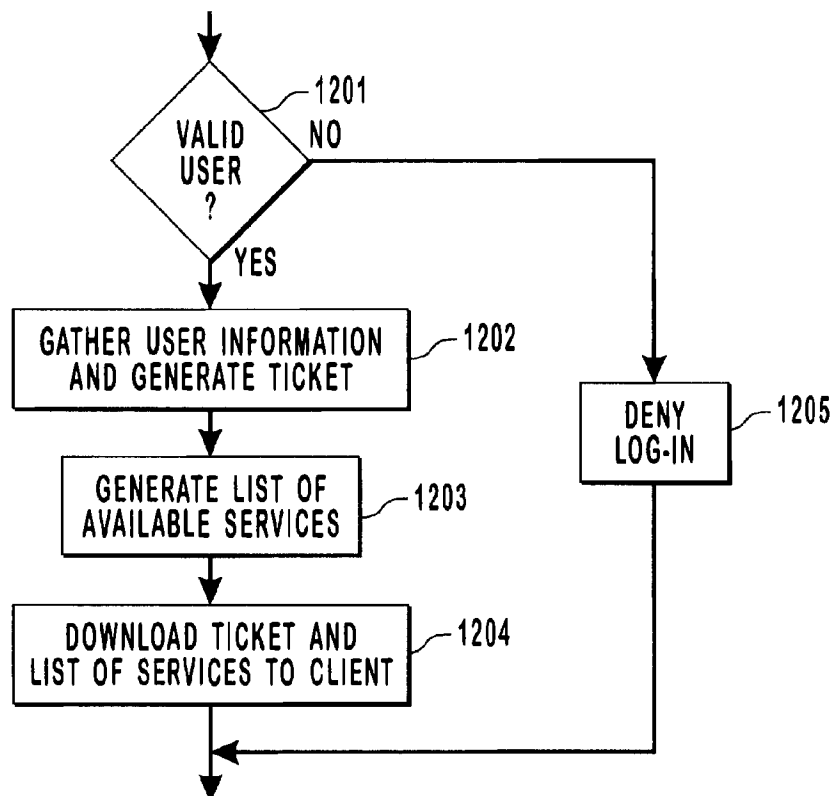 1201
VALID
USER
?
NO
YES
GATHER USER INFORMATION
AND GENERATE TICKET
1202
DENY
LOG-IN
1205
GENERATE LIST OF
AVAILABLE SERVICES
1203
DOWNLOAD TICKET AND
LIST OF SERVICES TO CLIENT
1204